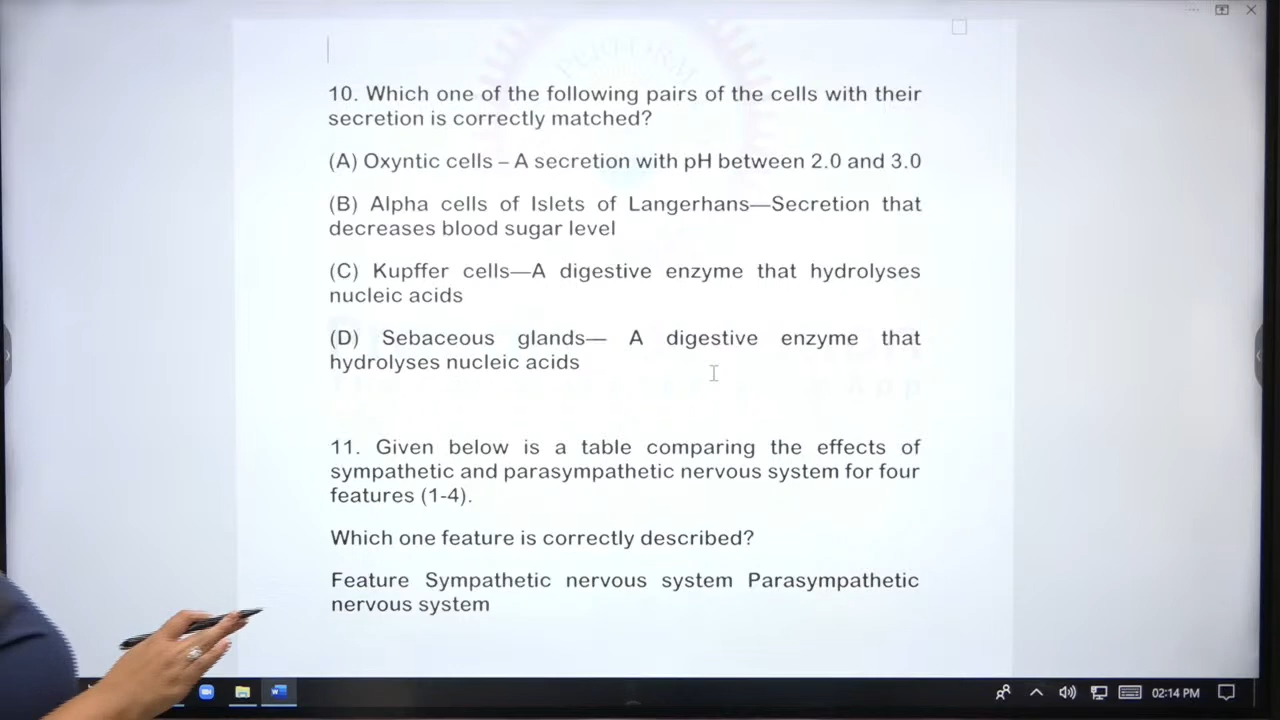 PERFORM
10. Which one of the following pairs of the cells with their
secretion is correctly matched?
(A) Oxyntic cells – A secretion with pH between 2.0 and 3.0
(B) Alpha cells of Islets of Langerhans—Secretion that
decreases blood sugar level
(C) Kupffer cells—A digestive enzyme that hydrolyses
nucleic acids
(D) Sebaceous glands— A digestive enzyme that
hydrolyses nucleic acids
11. Given below is a table comparing the effects of
sympathetic and parasympathetic nervous system for four
features (1-4).
Which one feature is correctly described?
Feature Sympathetic nervous system Parasympathetic
nervous system
02:14 PM